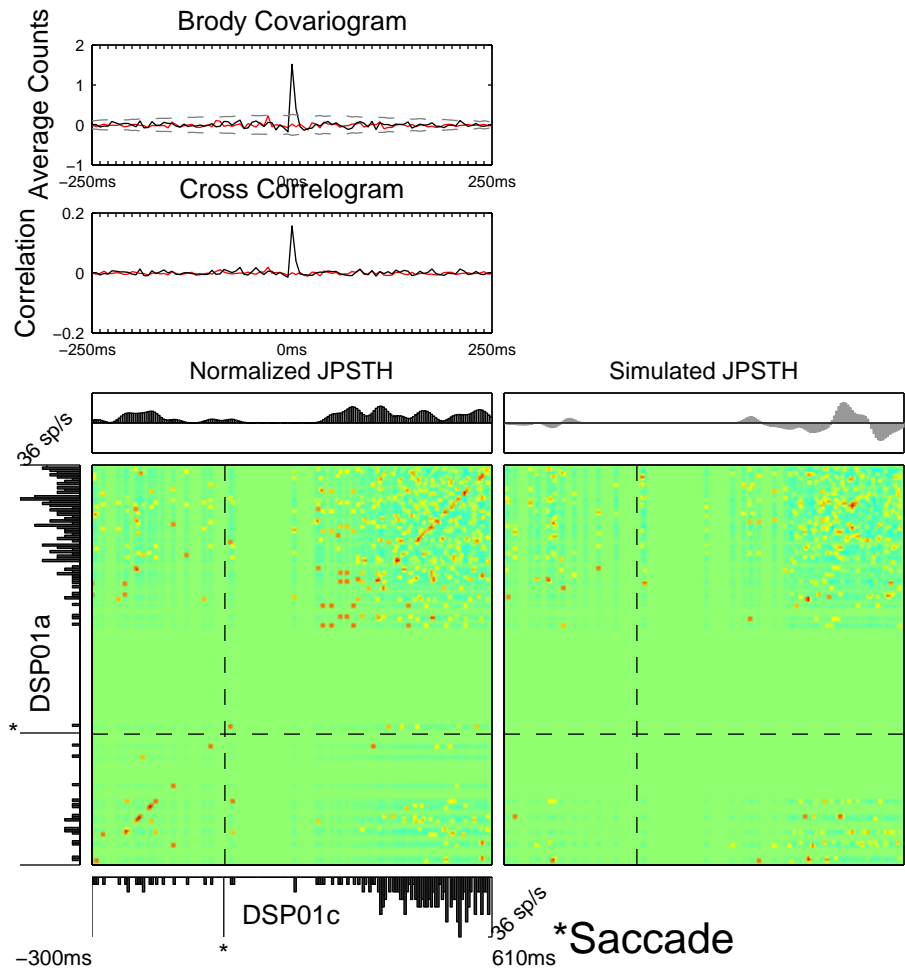 Brody Covariogram
Average Counts
2
1
0
−1
−250ms
0ms
250ms
Cross Correlogram
Correlation
0.2
0
−0.2
−250ms
0ms
250ms
Normalized JPSTH
Simulated JPSTH
36 sp/s
DSP01a
*
DSP01c
36 sp/s
*Saccade
−300ms
*
610ms